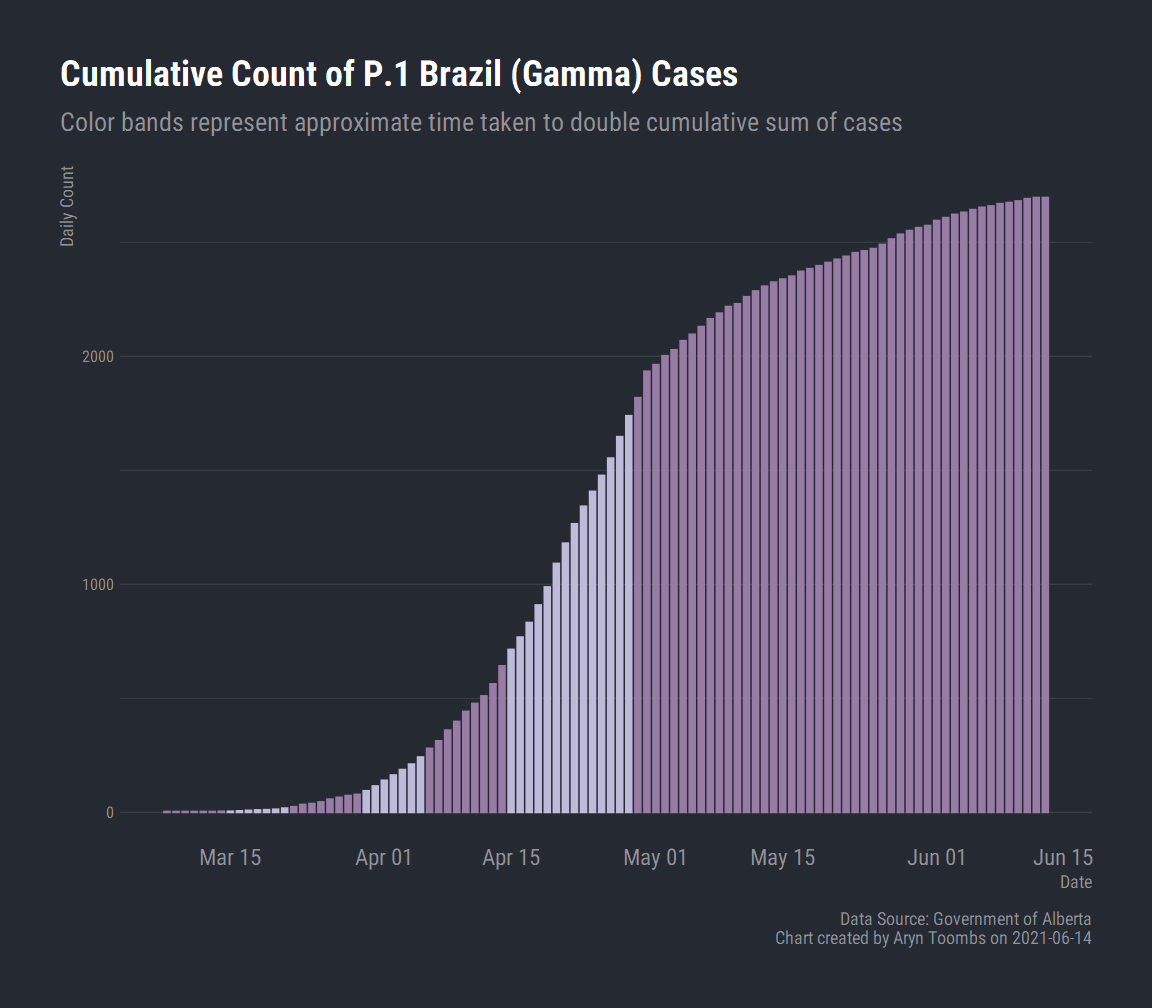 Cumulative Count of P.1 Brazil (Gamma) Cases
Color bands represent approximate time taken to double cumulative sum of cases
Daily Count
2000
1000
0
Mar 15 Apr 01 Apr 15 May 01 May 15 Jun 01 Jun 15
Date
Data Source: Government of Alberta
Chart created by Aryn Toombs on 2021-06-14